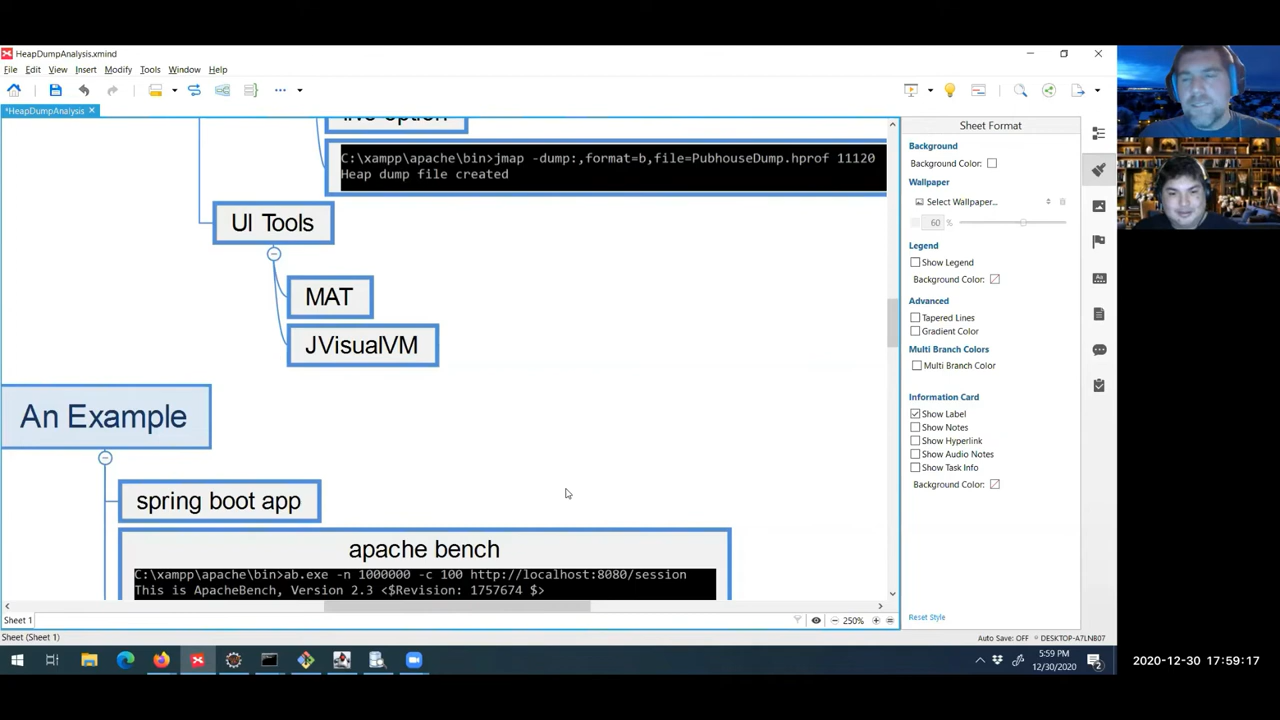 HeapDumpAnalysis.xmind
File Edit View Insert Modify Tools Window Help
*HeapDumpAnalysis
live option
C:\xampp\apache\bin>jmap -dump:,format=b,file=PubhouseDump.hprof 11120
Heap dump file created
UI Tools
MAT
JVisualVM
An Example
spring boot app
apache bench
C:\xampp\apache\bin>ab.exe -n 1000000 -c 100 http://localhost:8080/session
This is ApacheBench, Version 2.3 <$Revision: 1757674 $>
Sheet 1
250%
Sheet Format
Background
Background Color:
Wallpaper
Select Wallpaper...
60 %
Legend
Show Legend
Background Color:
Advanced
Tapered Lines
Gradient Color
Multi Branch Colors
Multi Branch Color
Information Card
Show Label
Show Notes
Show Hyperlink
Show Audio Notes
Show Task Info
Background Color:
Reset Style
Sheet (Sheet 1)
Auto Save: OFF
DESKTOP-A7LNB07
5:59 PM
12/30/2020
2
2020-12-30 17:59:17